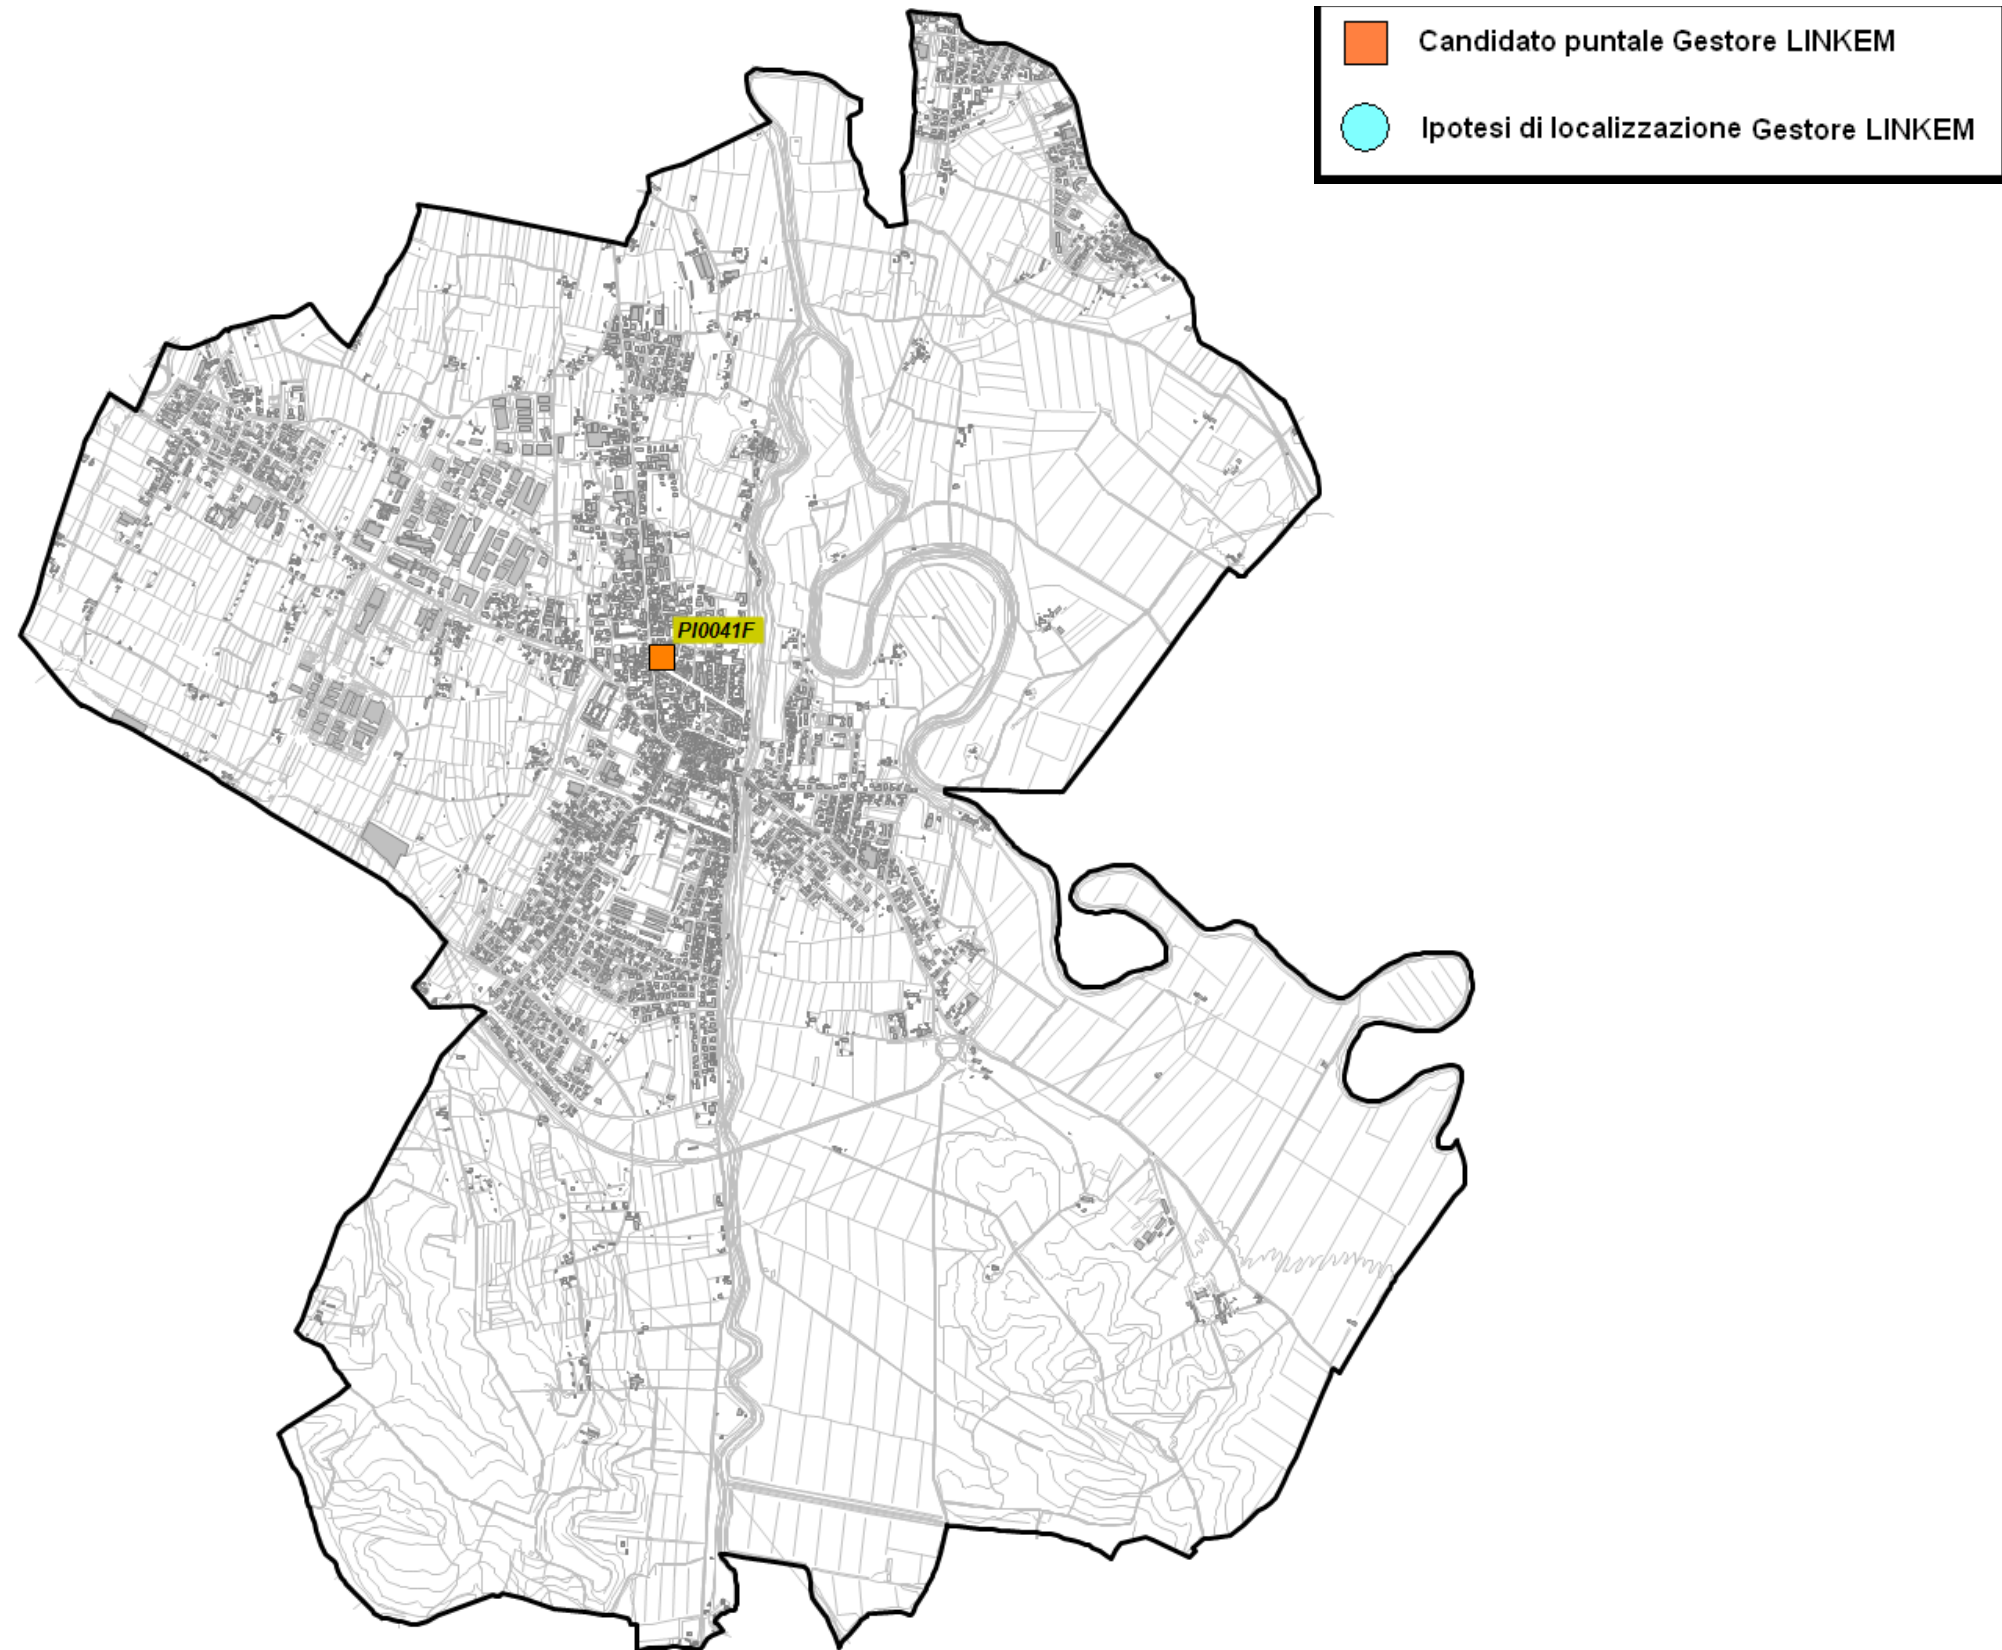 Candidato puntale Gestore LINKEM
Ipotesi di localizzazione Gestore LINKEM
PI0041F